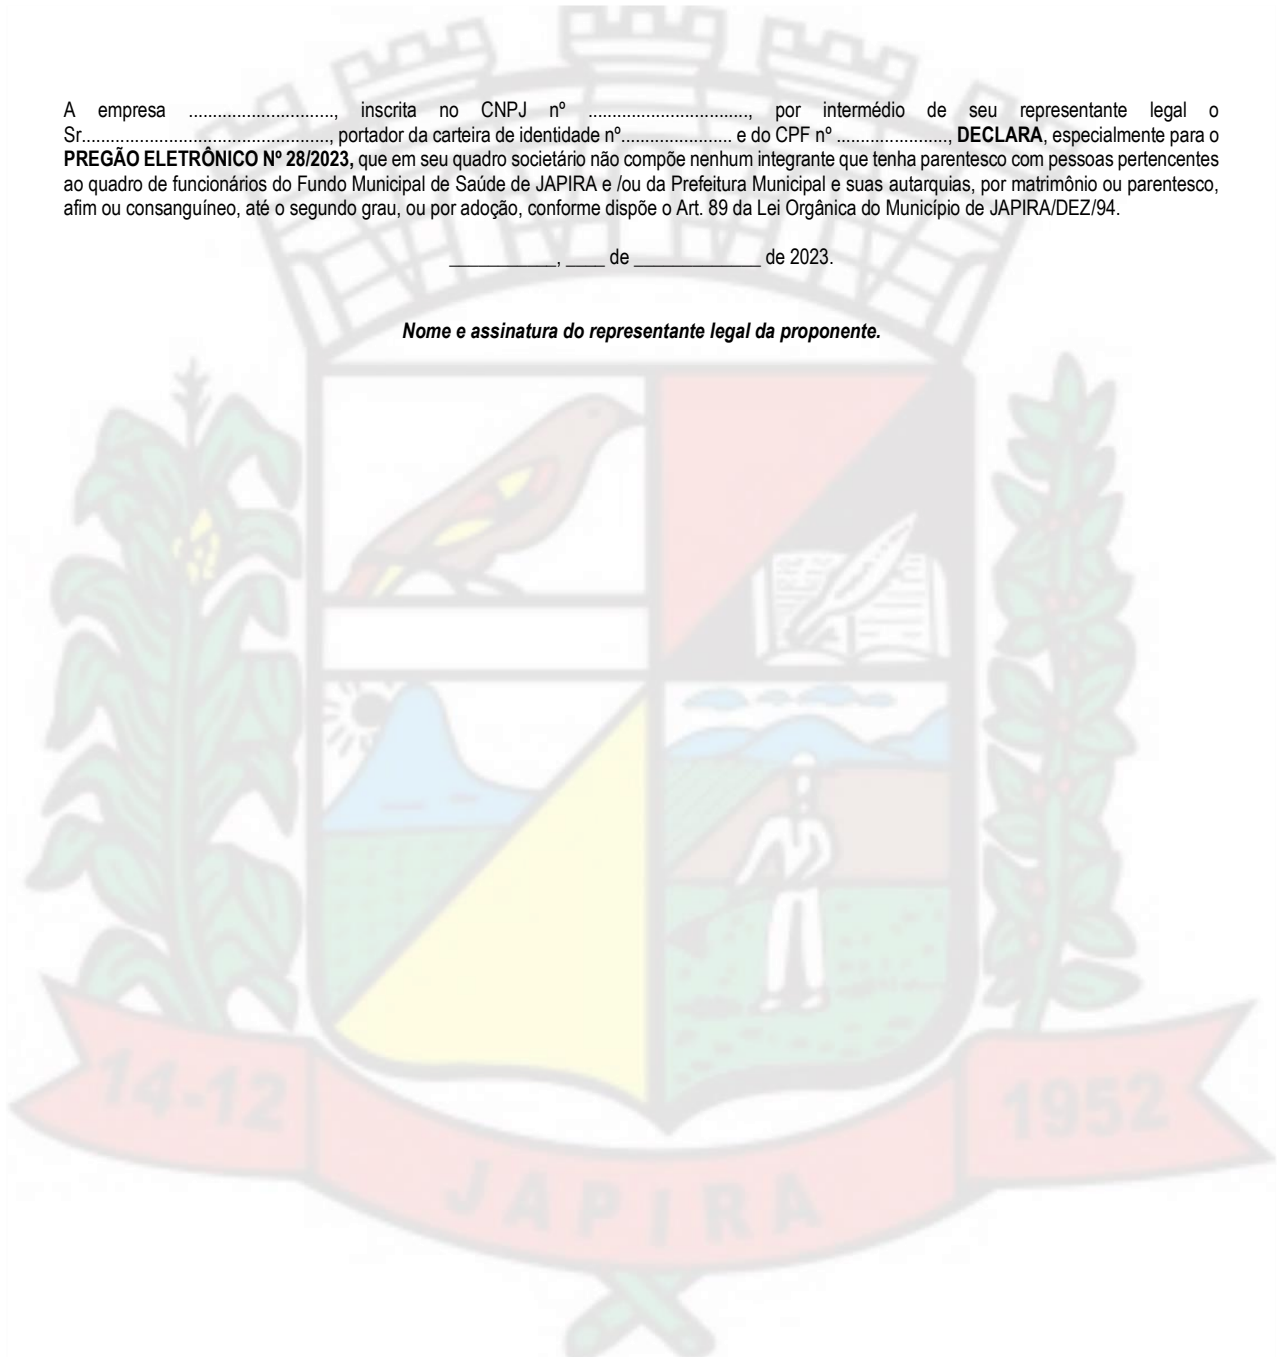 A empresa .............................., inscrita no CNPJ nº ................................., por intermédio de seu representante legal o
Sr..................................................., portador da carteira de identidade nº....................... e do CPF nº ......................., DECLARA, especialmente para o
PREGÃO ELETRÔNICO Nº 28/2023, que em seu quadro societário não compõe nenhum integrante que tenha parentesco com pessoas pertencentes
ao quadro de funcionários do Fundo Municipal de Saúde de JAPIRA e /ou da Prefeitura Municipal e suas autarquias, por matrimônio ou parentesco,
afim ou consanguíneo, até o segundo grau, ou por adoção, conforme dispõe o Art. 89 da Lei Orgânica do Município de JAPIRA/DEZ/94.
___________, ____ de _____________ de 2023.
Nome e assinatura do representante legal da proponente.
14-12
1952
JAPIRA